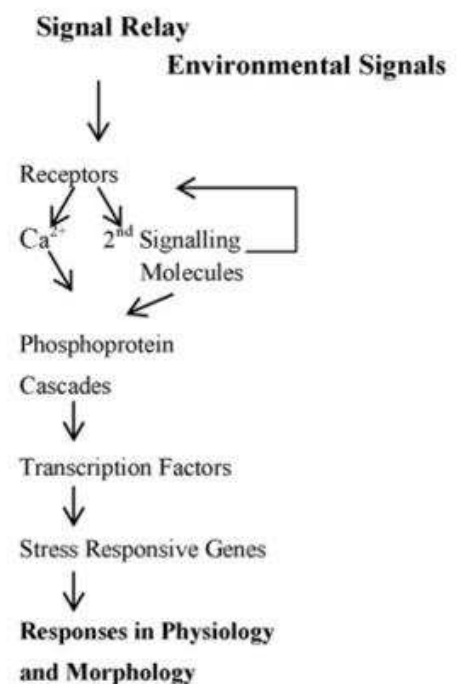 Signal Relay
Environmental Signals
Receptors
Ca²⁺ 2ⁿᵈ Signalling
Molecules
Phosphoprotein
Cascades
Transcription Factors
Stress Responsive Genes
Responses in Physiology
and Morphology